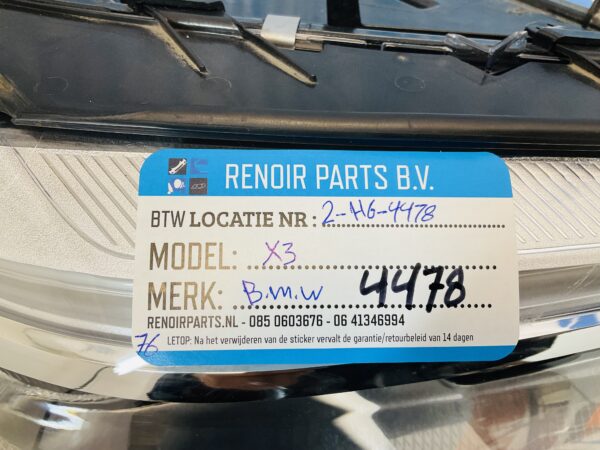 RENOIR PARTS B.V.
BTW LOCATIE NR: 2-H6-4478
MODEL: X3
MERK: B.M.W 4478
RENOIRPARTS.NL - 085 0603676 - 06 41346994
76 LETOP: Na het verwijderen van de sticker vervalt de garantie/retourbeleid van 14 dagen